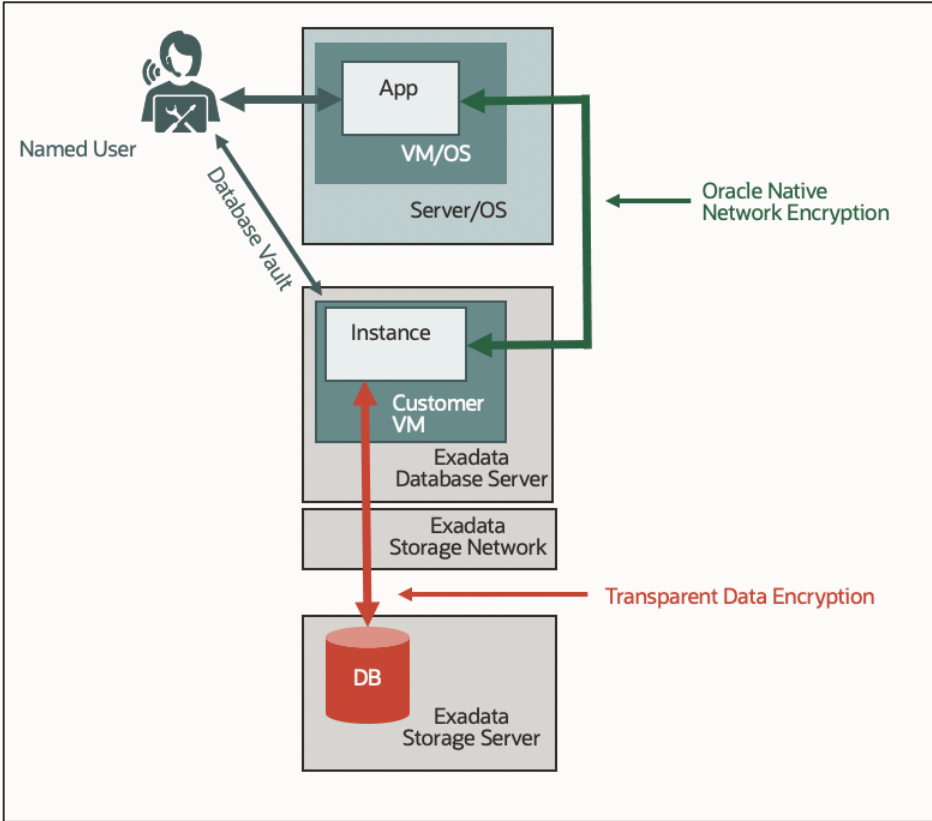 App
VM/OS
Server/OS
Named User
Database Vault
Oracle Native
Network Encryption
Instance
Customer
VM
Exadata
Database Server
Exadata
Storage Network
Transparent Data Encryption
DB
Exadata
Storage Server